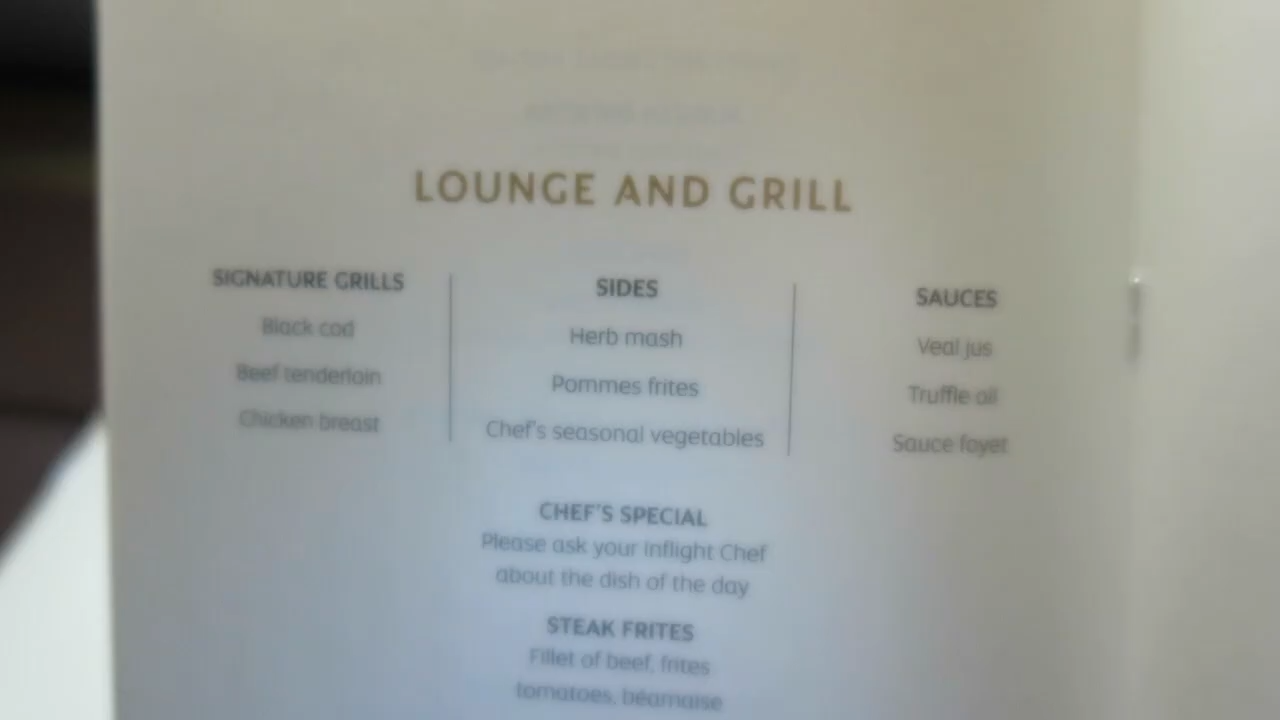 LOUNGE AND GRILL
SIGNATURE GRILLS
Black cod
Beef tenderloin
Chicken breast
SIDES
Herb mash
Pommes frites
Chef's seasonal vegetables
SAUCES
Veal jus
Truffle oil
Sauce foyet
CHEF'S SPECIAL
Please ask your Inflight Chef
about the dish of the day
STEAK FRITES
Fillet of beef, frites
tomatoes, béarnaise